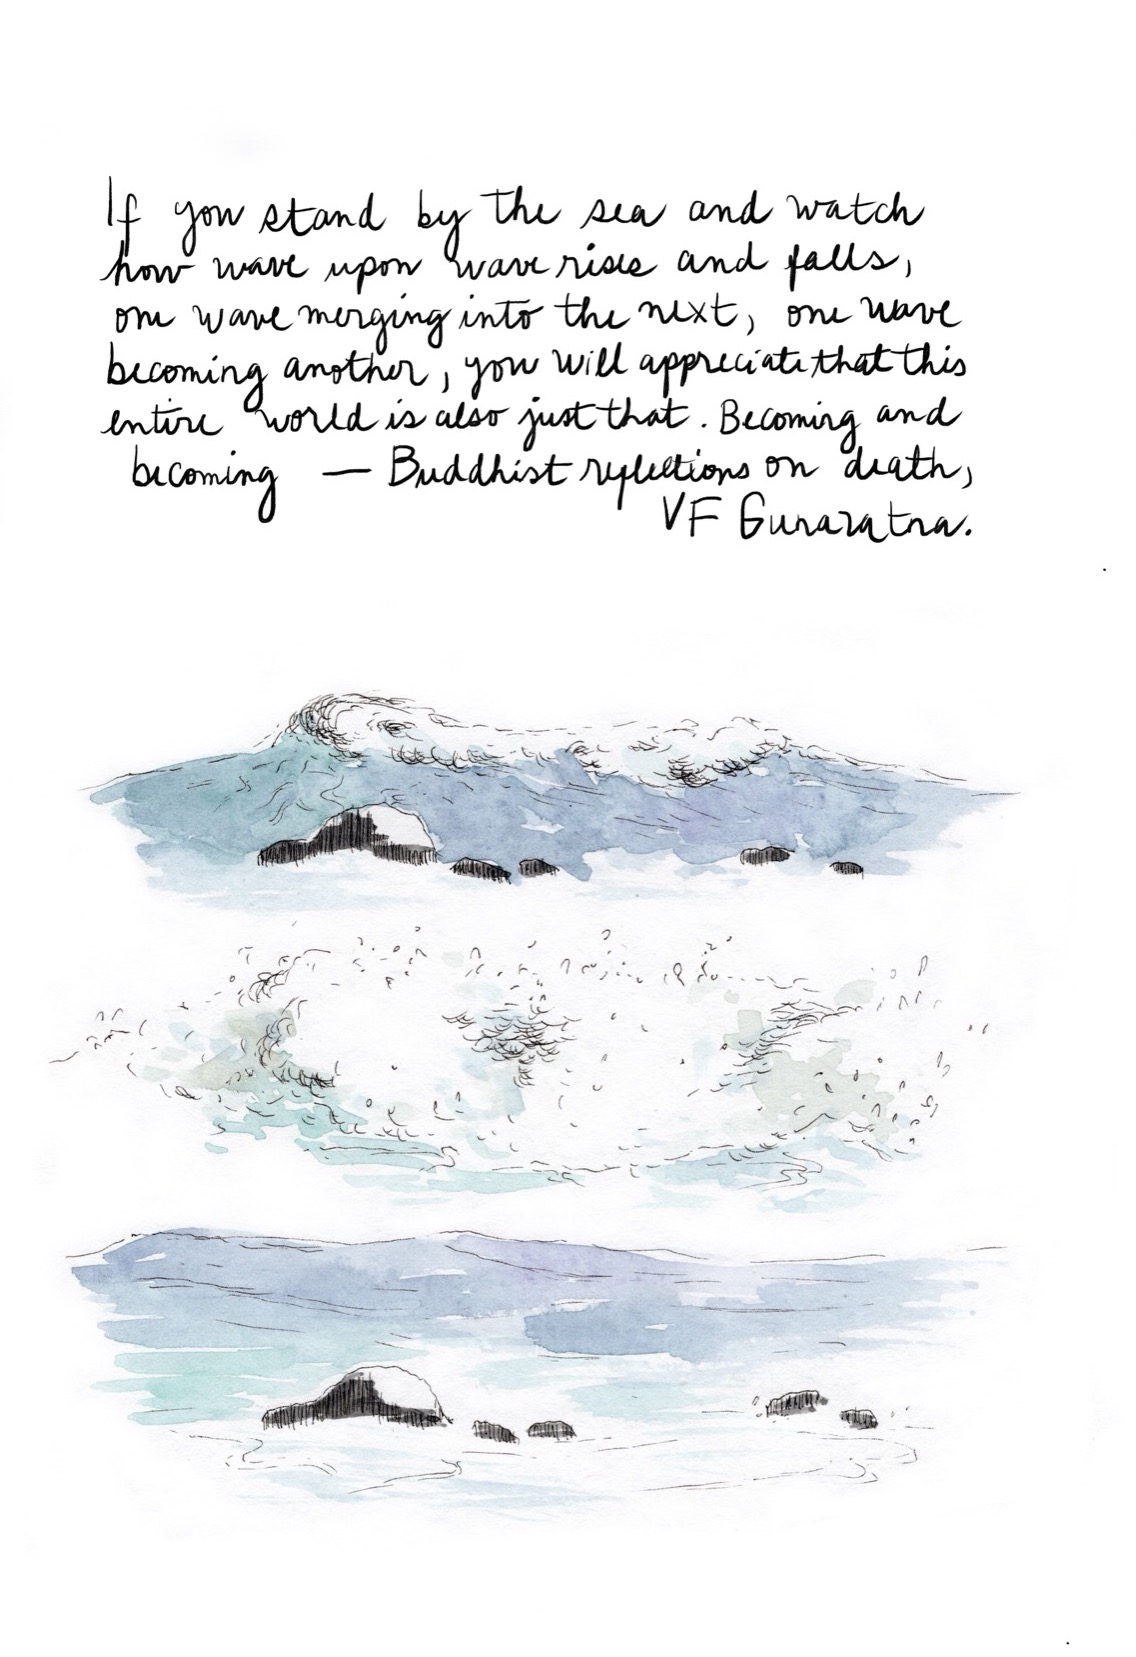 If you stand by the sea and watch
how wave upon wave rises and falls,
one wave merging into the next, one wave
becoming another, you will appreciate that this
entire world is also just that. Becoming and
becoming — Buddhist reflections on death,
VF Gunaratna.